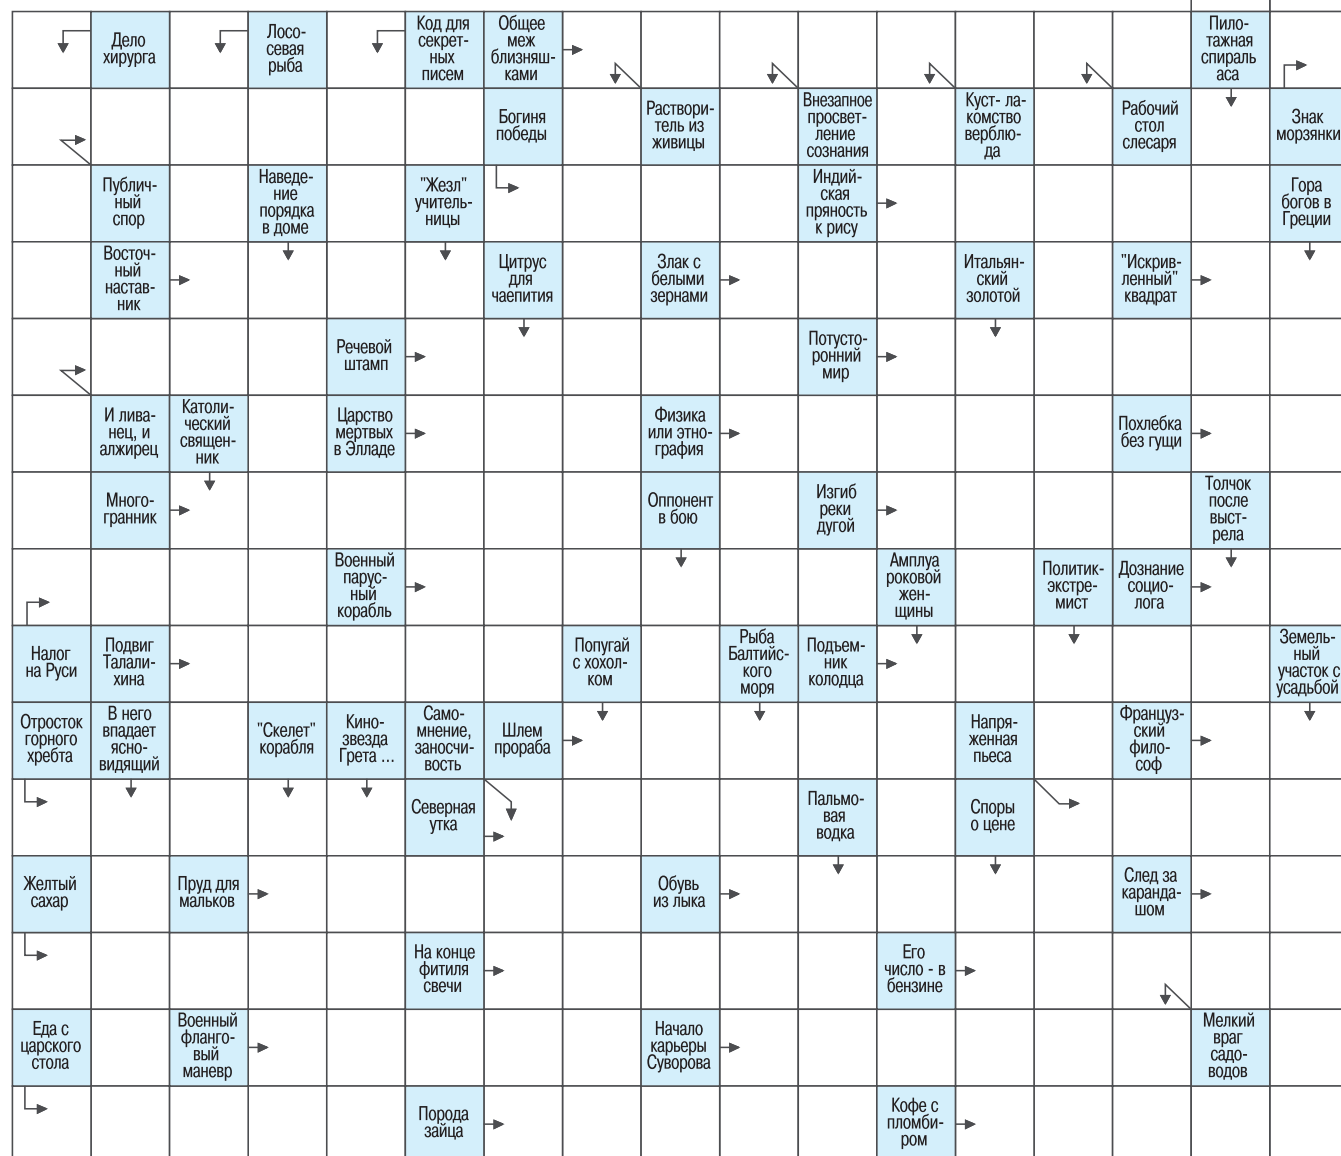 Дело
хирурга
Лосо-
севая
рыба
Код для
секрет-
ных
писем
Общее
меж
близняш-
ками
Пило-
тажная
спираль
аса
Богиня
победы
Раствори-
тель из
живицы
Внезапное
просвет-
ление
сознания
Куст- ла-
комство
верблю-
да
Рабочий
стол
слесаря
Знак
морзянки
Публич-
ный
спор
Наведе-
ние
порядка
в доме
"Жезл"
учитель-
ницы
Индий-
ская
пряность
к рису
Гора
богов в
Греции
Восточ-
ный
настав-
ник
Цитрус
для
чаепития
Злак с
белыми
зернами
Итальян-
ский
золотой
"Искрив-
ленный"
квадрат
Речевой
штамп
Потусто-
ронний
мир
И лива-
нец, и
алжирец
Католи-
ческий
священ-
ник
Царство
мертвых
в Элладе
Физика
или этно-
графия
Похлебка
без гущи
Много-
гранник
Оппонент
в бою
Изгиб
реки
дугой
Толчок
после
выст-
рела
Военный
парус-
ный
корабль
Амплуа
роковой
жен-
щины
Политик-
экстре-
мист
Дознание
социо-
лога
Налог
на Руси
Подвиг
Талали-
хина
Попугай
с хохол-
ком
Рыба
Балтийс-
кого
моря
Подъем-
ник
колодца
Земель-
ный
участок с
усадьбой
Отросток
горного
хребта
В него
впадает
ясно-
видящий
"Скелет"
корабля
Кино-
звезда
Грета ...
Само-
мнение,
заносчи-
вость
Шлем
прораба
Напря-
женная
пьеса
Француз-
ский
фило-
соф
Северная
утка
Пальмо-
вая
водка
Споры
о цене
Желтый
сахар
Пруд для
мальков
Обувь
из лыка
След за
каранда-
шом
На конце
фитиля
свечи
Его
число - в
бензине
Еда с
царского
стола
Военный
фланго-
вый
маневр
Начало
карьеры
Суворова
Мелкий
враг
садо-
водов
Порода
зайца
Кофе с
пломби-
ром